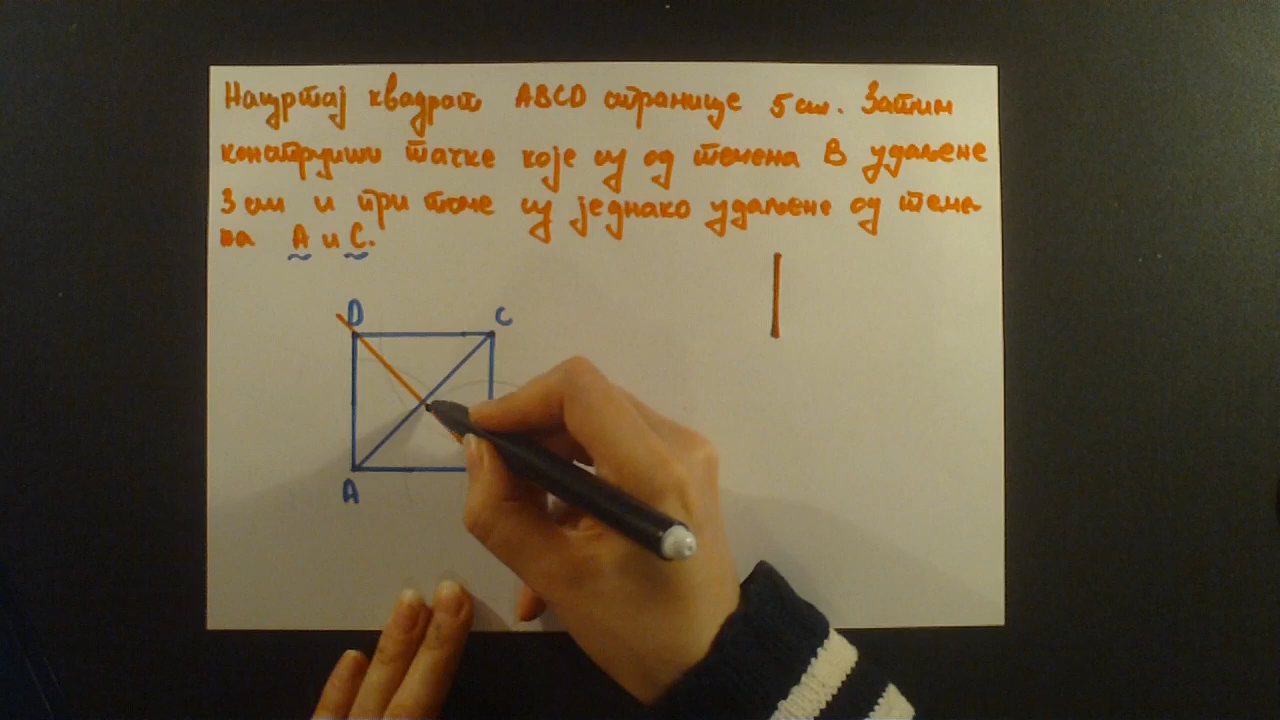 Нацртај квадрат ABCD странице 5 cm. Затим
конструиши тачке које су од темена B удаљене
3 cm и при томе су једнако удаљене од теме-
на A и C.
D
C
A